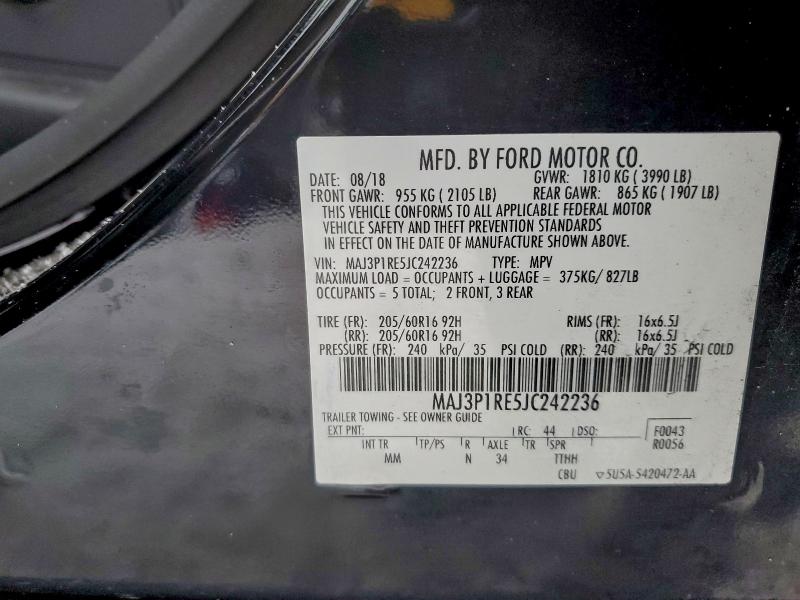 MFD. BY FORD MOTOR CO.
DATE: 08/18 GVWR: 1810 KG ( 3990 LB)
FRONT GAWR: 955 KG ( 2105 LB) REAR GAWR: 865 KG ( 1907 LB)
THIS VEHICLE CONFORMS TO ALL APPLICABLE FEDERAL MOTOR
VEHICLE SAFETY AND THEFT PREVENTION STANDARDS
IN EFFECT ON THE DATE OF MANUFACTURE SHOWN ABOVE.
VIN: MAJ3P1RE5JC242236 TYPE: MPV
MAXIMUM LOAD = OCCUPANTS + LUGGAGE = 375KG/ 827LB
OCCUPANTS = 5 TOTAL; 2 FRONT, 3 REAR
TIRE (FR): 205/60R16 92H RIMS (FR): 16x6.5J
(RR): 205/60R16 92H (RR): 16x6.5J
PRESSURE (FR): 240 kPa/ 35 PSI COLD (RR): 240 kPa/ 35 PSI COLD
MAJ3P1RE5JC242236
TRAILER TOWING - SEE OWNER GUIDE
EXT PNT: RC: 44 DSO: F0043
INT TR TP/PS R AXLE TR SPR R0056
MM N 34 TTHH
CBU 5U5A-5420472-AA